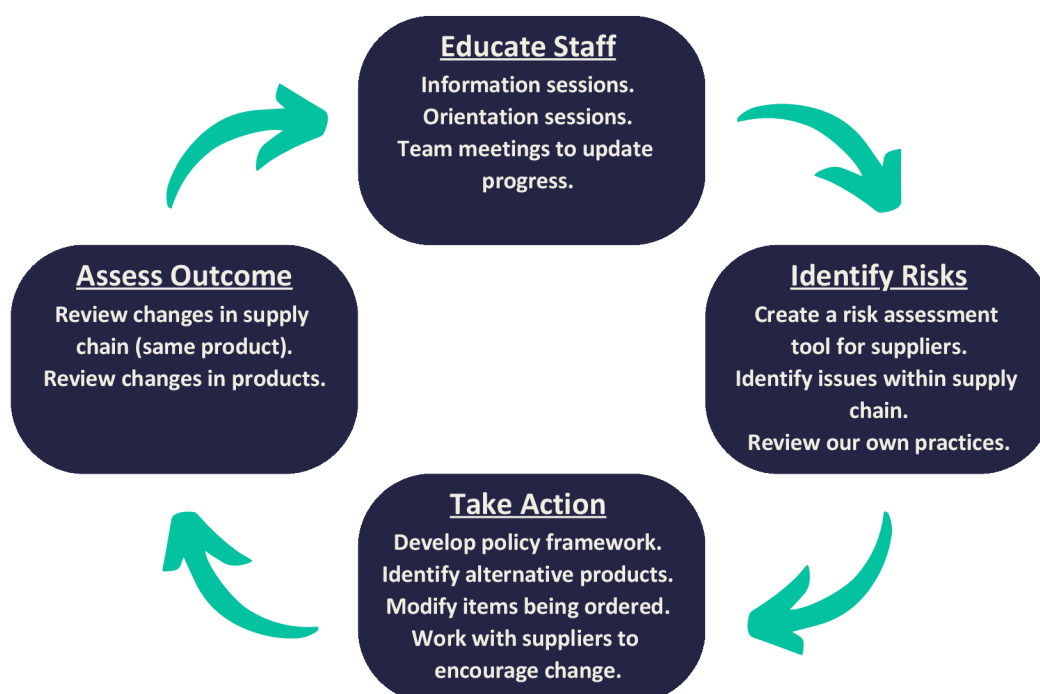 Educate Staff
Information sessions.
Orientation sessions.
Team meetings to update
progress.
Assess Outcome
Review changes in supply
chain (same product).
Review changes in products.
Identify Risks
Create a risk assessment
tool for suppliers.
Identify issues within supply
chain.
Review our own practices.
Take Action
Develop policy framework.
Identify alternative products.
Modify items being ordered.
Work with suppliers to
encourage change.